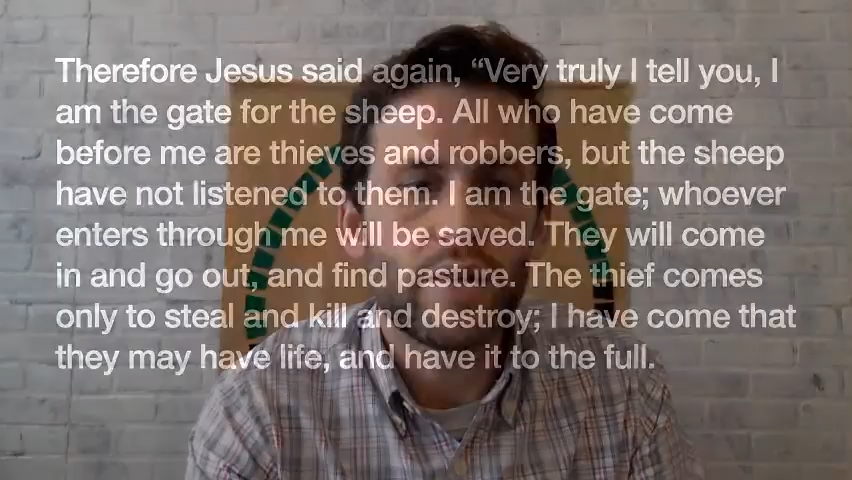 Therefore Jesus said again, “Very truly I tell you, I
am the gate for the sheep. All who have come
before me are thieves and robbers, but the sheep
have not listened to them. I am the gate; whoever
enters through me will be saved. They will come
in and go out, and find pasture. The thief comes
only to steal and kill and destroy; I have come that
they may have life, and have it to the full.